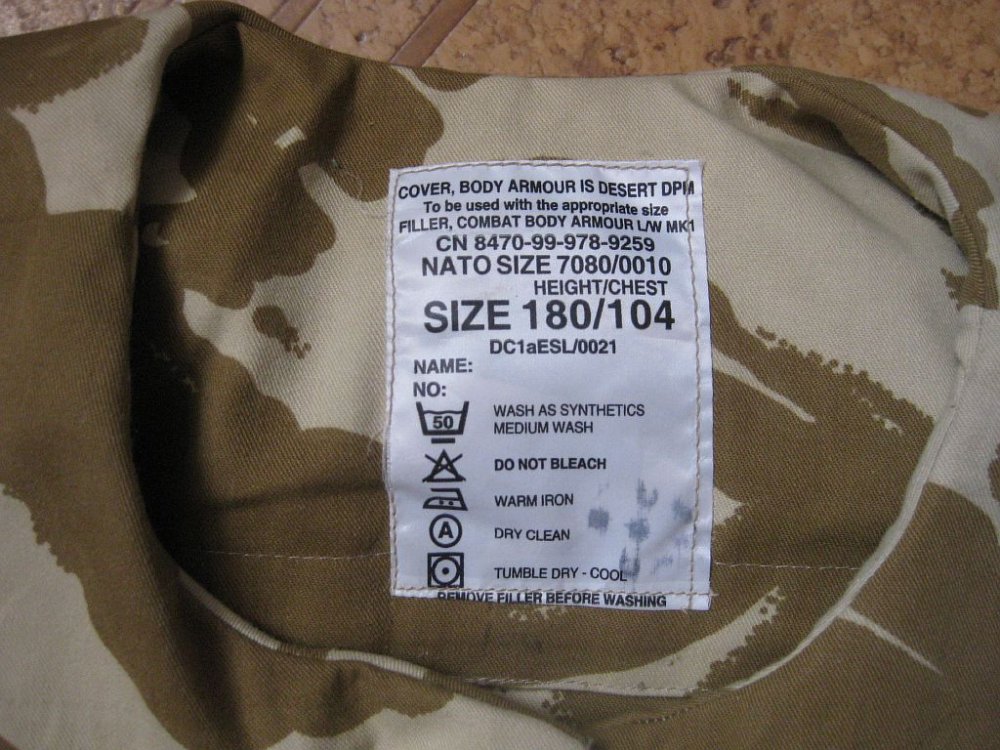 COVER, BODY ARMOUR IS DESERT DPM
To be used with the appropriate size
FILLER, COMBAT BODY ARMOUR L/W MK1
CN 8470-99-978-9259
NATO SIZE 7080/0010
HEIGHT/CHEST
SIZE 180/104
DC1aESL/0021
NAME:
NO:
50 WASH AS SYNTHETICS
MEDIUM WASH
DO NOT BLEACH
WARM IRON
A DRY CLEAN
TUMBLE DRY - COOL
REMOVE FILLER BEFORE WASHING